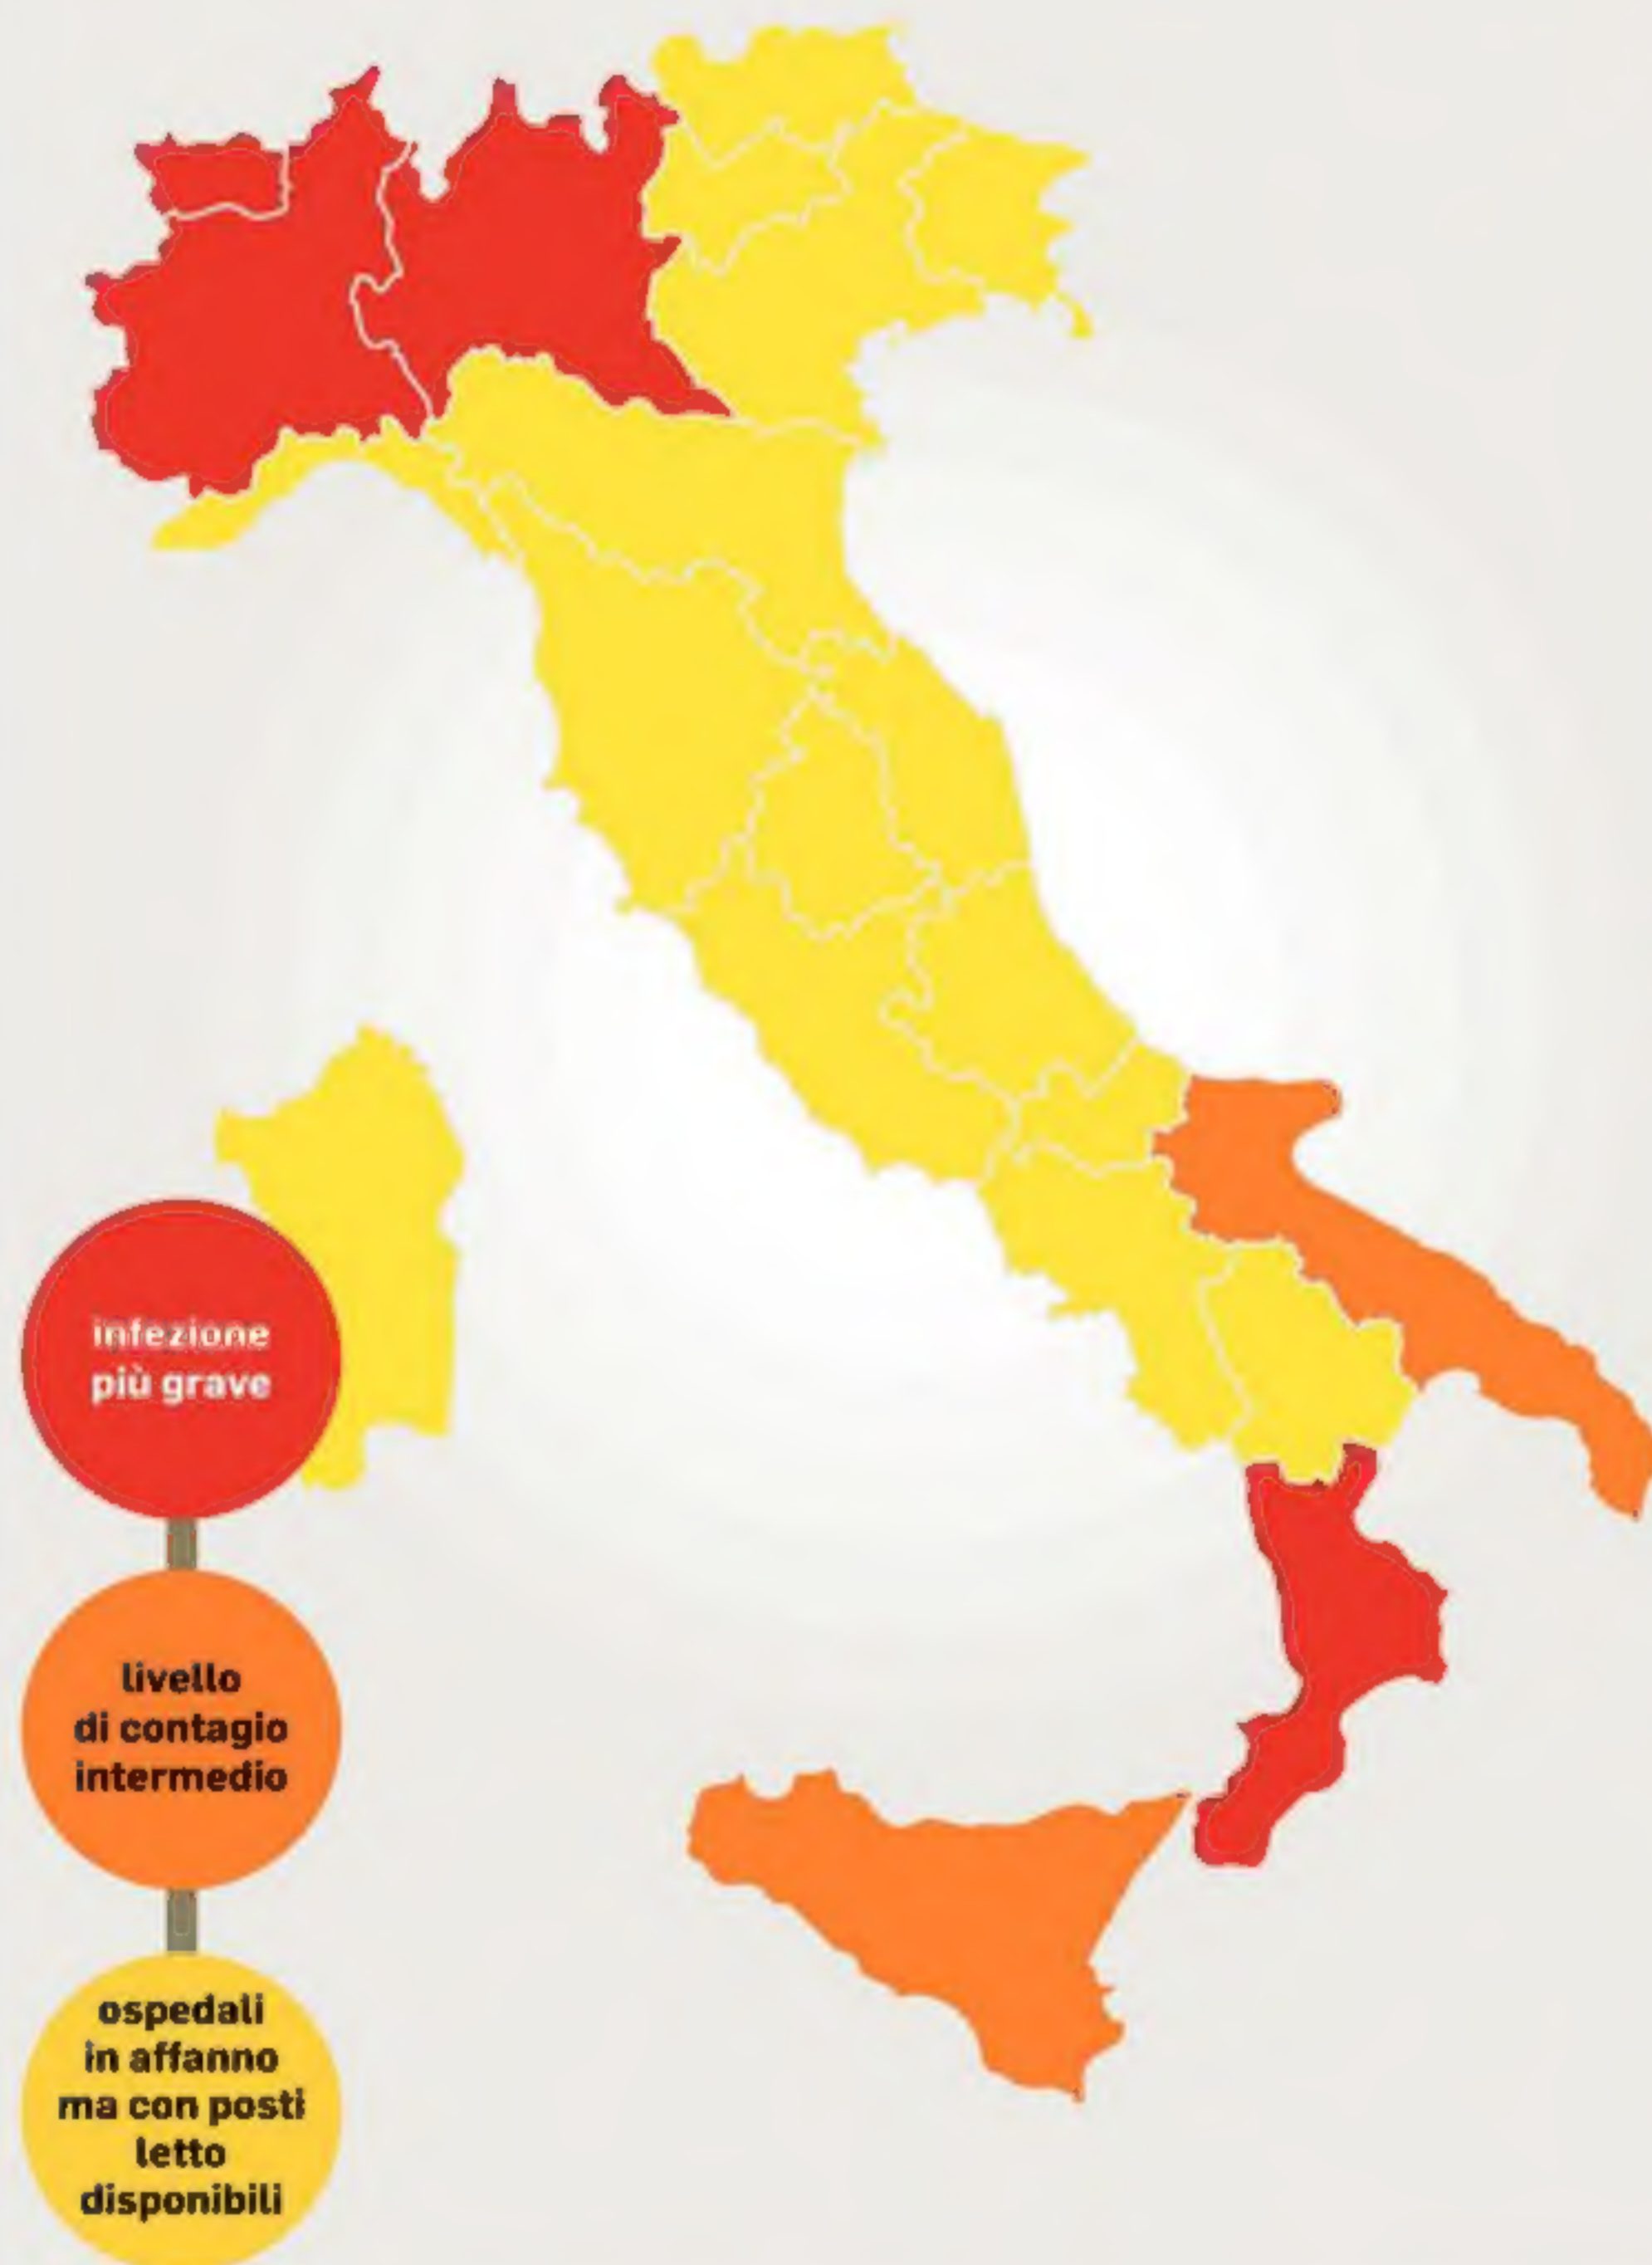 infezione
più grave
livello
di contagio
intermedio
ospedali
in affanno
ma con posti
letto
disponibili